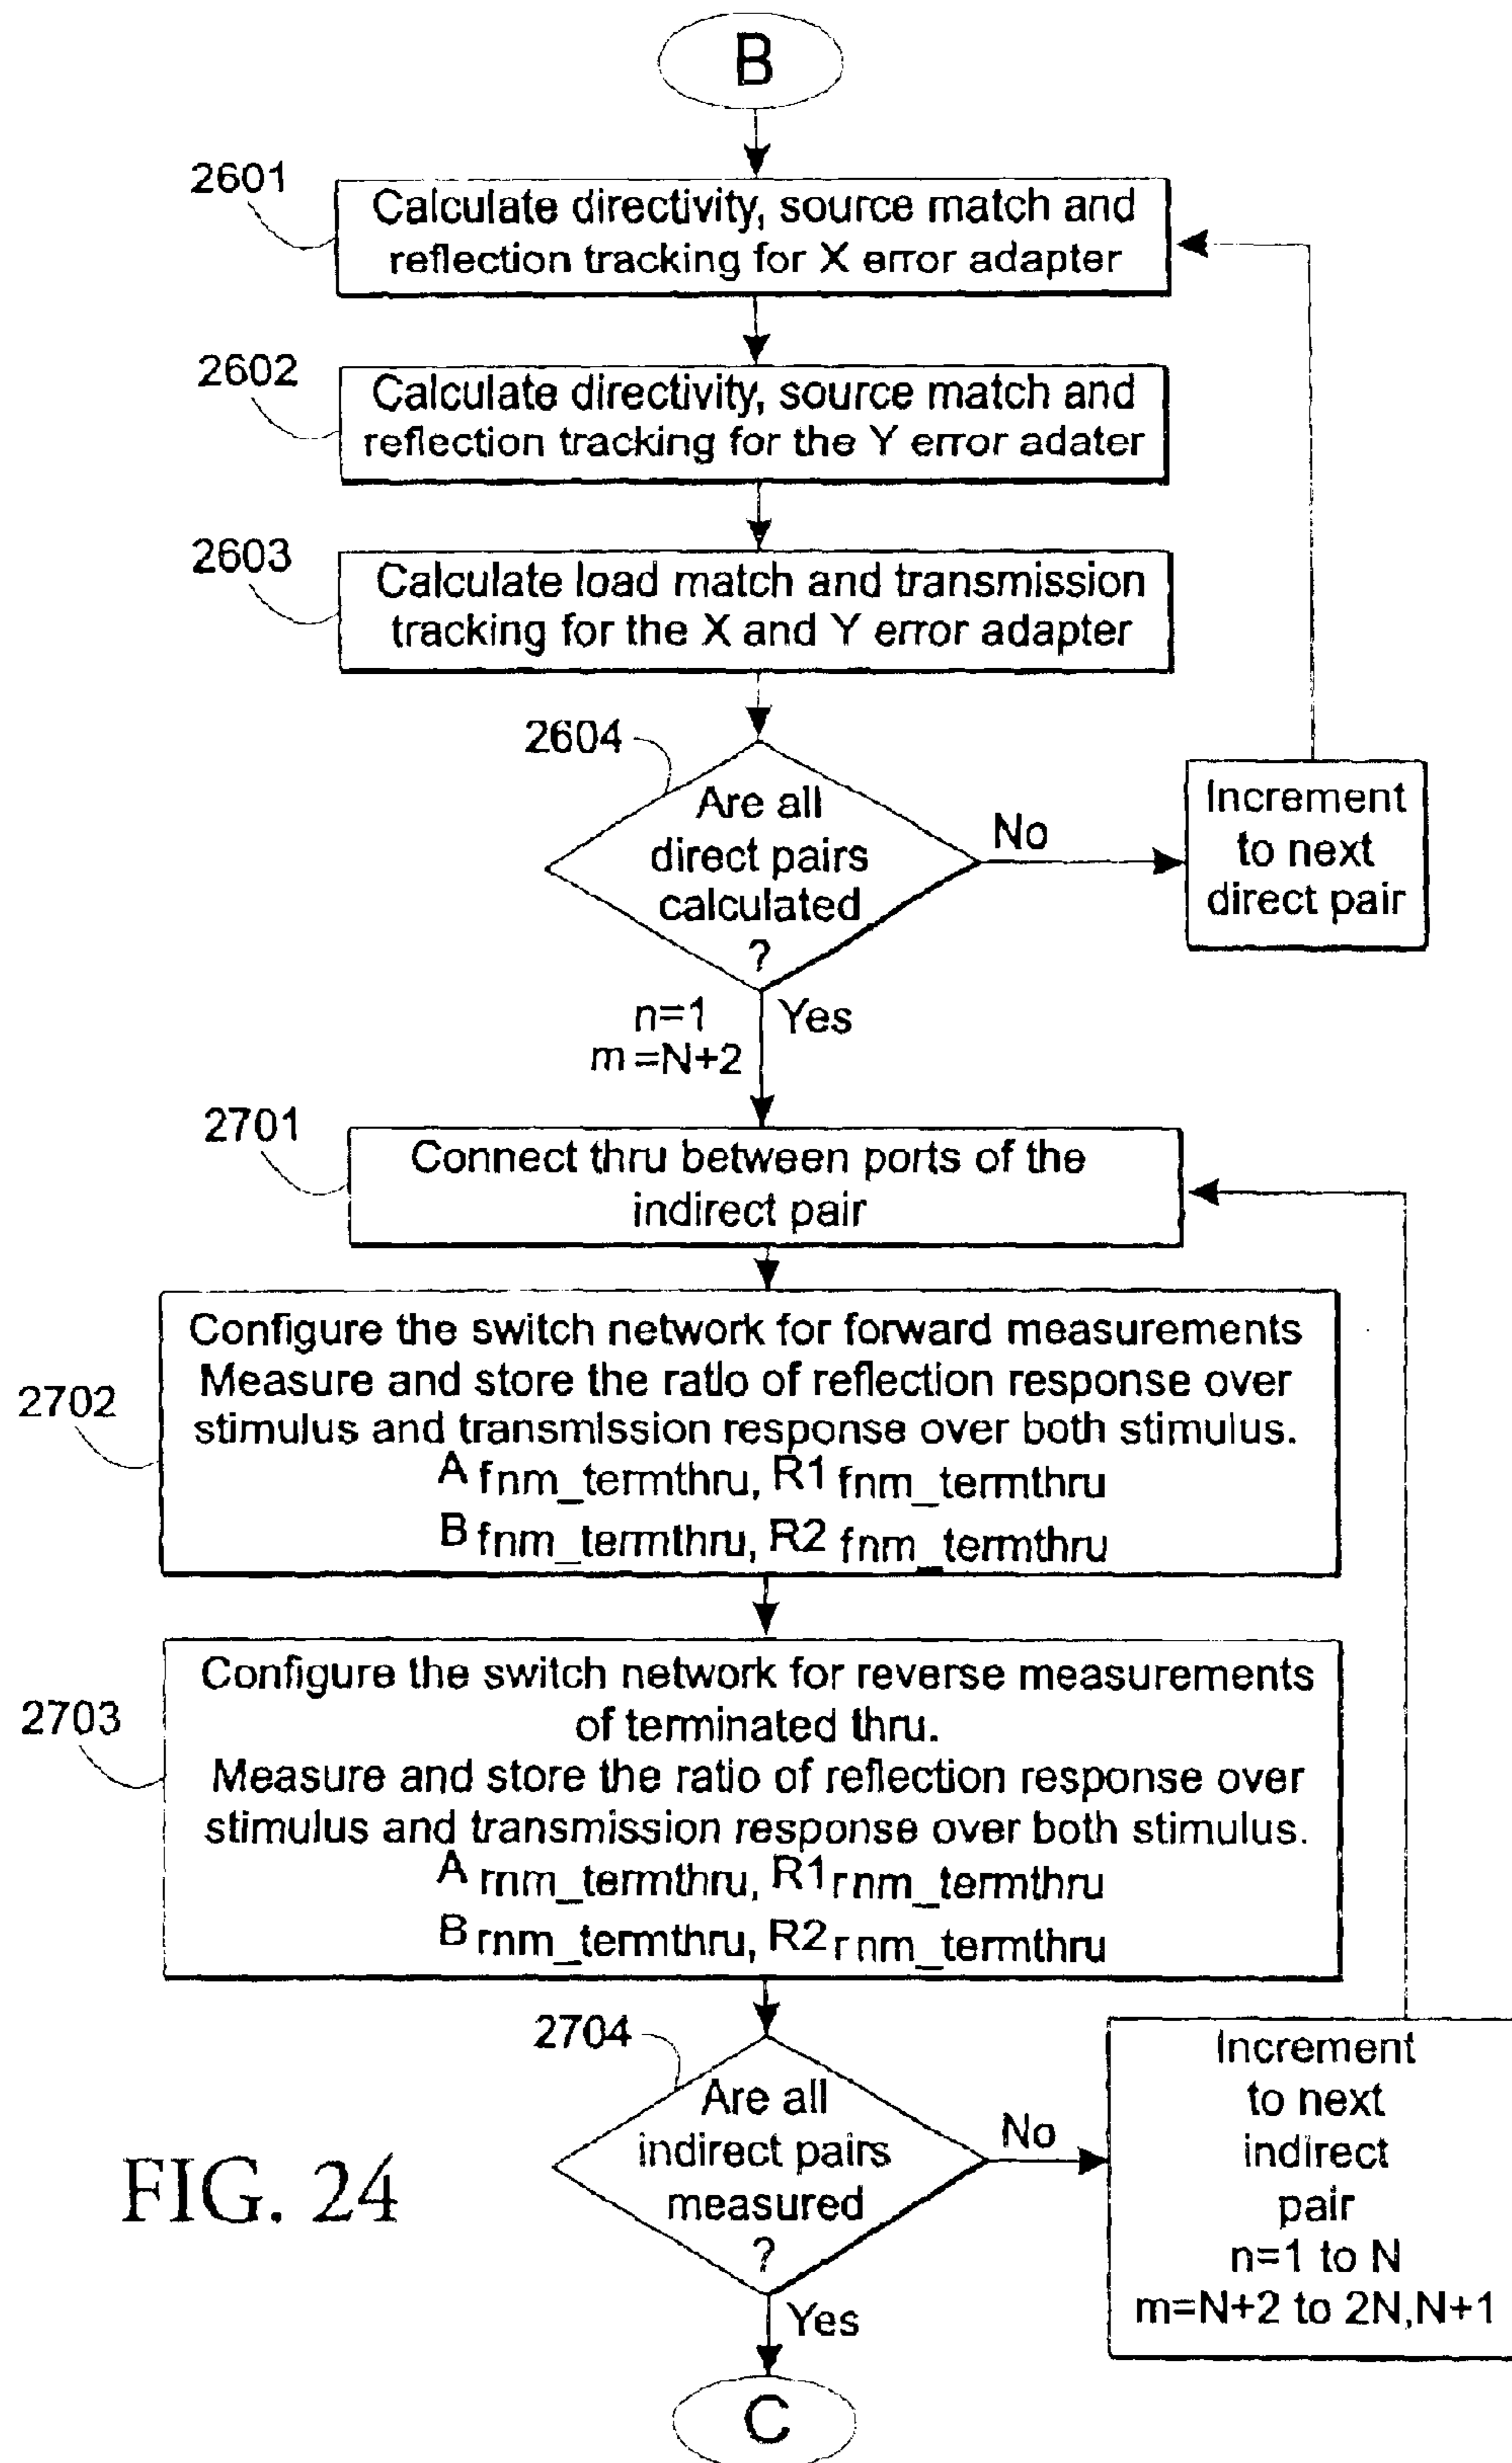 B
2601
Calculate directivity, source match and
reflection tracking for X error adapter
2602
Calculate directivity, source match and
reflection tracking for the Y error adater
2603
Calculate load match and transmission
tracking for the X and Y error adapter
2604
Are all
direct pairs
calculated
?
No
Increment
to next
direct pair
n=1
m=N+2
Yes
2701
Connect thru between ports of the
indirect pair
2702
Configure the switch network for forward measurements
Measure and store the ratio of reflection response over
stimulus and transmission response over both stimulus.
A fnm_termthru, R1 fnm_termthru
B fnm_termthru, R2 fnm_termthru
2703
Configure the switch network for reverse measurements
of terminated thru.
Measure and store the ratio of reflection response over
stimulus and transmission response over both stimulus.
A rnm_termthru, R1 rnm_termthru
B rnm_termthru, R2 rnm_termthru
2704
Are all
indirect pairs
measured
?
No
Increment
to next
indirect
pair
n=1 to N
m=N+2 to 2N,N+1
Yes
C
FIG. 24